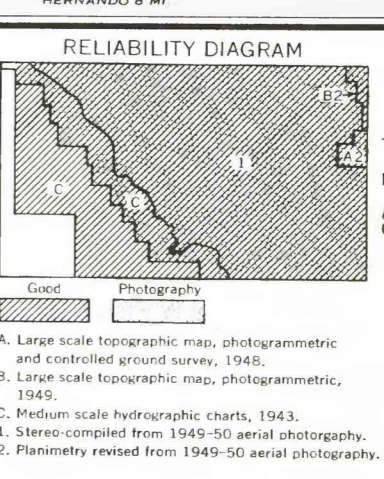 HERNANDO 8 MI
RELIABILITY DIAGRAM
B2
1
A2
C
C
Good Photography
A. Large scale topographic map, photogrammetric
and controlled ground survey, 1948.
B. Large scale topographic map, photogrammetric,
1949.
C. Medium scale hydrographic charts, 1943.
1. Stereo-compiled from 1949-50 aerial photorgaphy.
2. Planimetry revised from 1949-50 aerial photography.